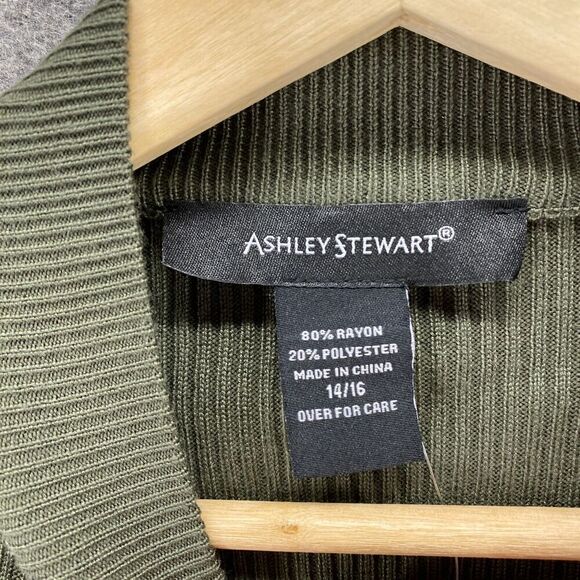 ASHLEY STEWART®
80% RAYON
20% POLYESTER
MADE IN CHINA
14/16
OVER FOR CARE